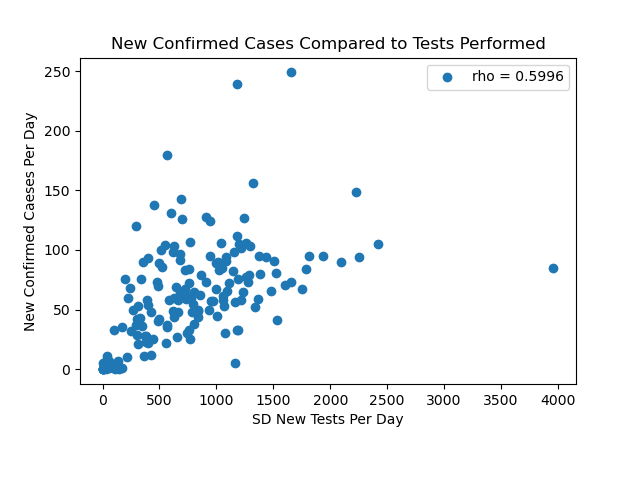 New Confirmed Cases Compared to Tests Performed
rho = 0.5996
New Confirmed Caeses Per Day
250
200
150
100
50
0
0 500 1000 1500 2000 2500 3000 3500 4000
SD New Tests Per Day